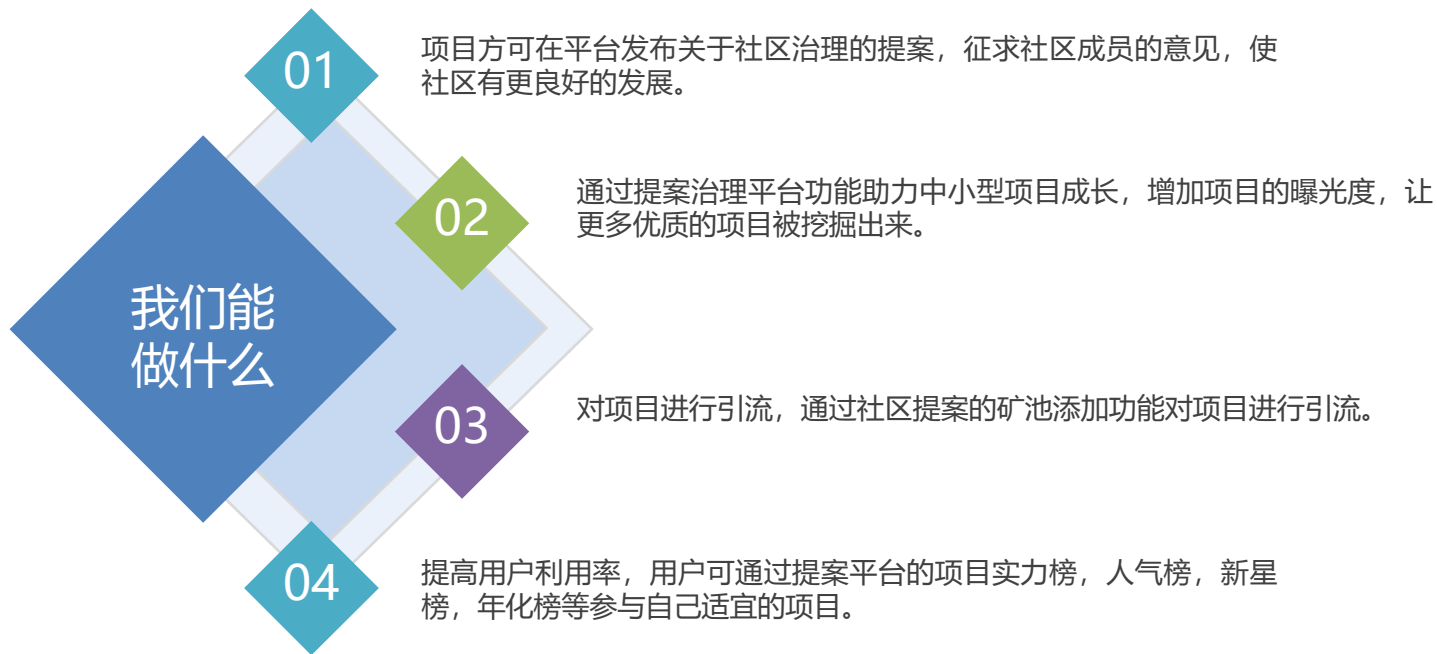 01
项目方可在平台发布关于社区治理的提案，征求社区成员的意见，使
社区有更良好的发展。
02
通过提案治理平台功能助力中小型项目成长，增加项目的曝光度，让
更多优质的项目被挖掘出来。
我们能
做什么
03
对项目进行引流，通过社区提案的矿池添加功能对项目进行引流。
04
提高用户利用率，用户可通过提案平台的项目实力榜，人气榜，新星
榜，年化榜等参与自己适宜的项目。